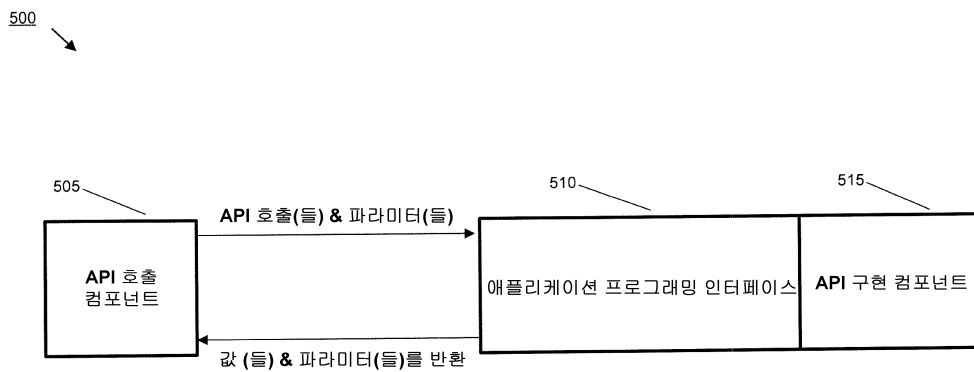 500
505
510
515
API 호출(들) & 파라미터(들)
API 호출
컴포넌트
애플리케이션 프로그래밍 인터페이스
API 구현 컴포넌트
값 (들) & 파라미터(들)를 반환